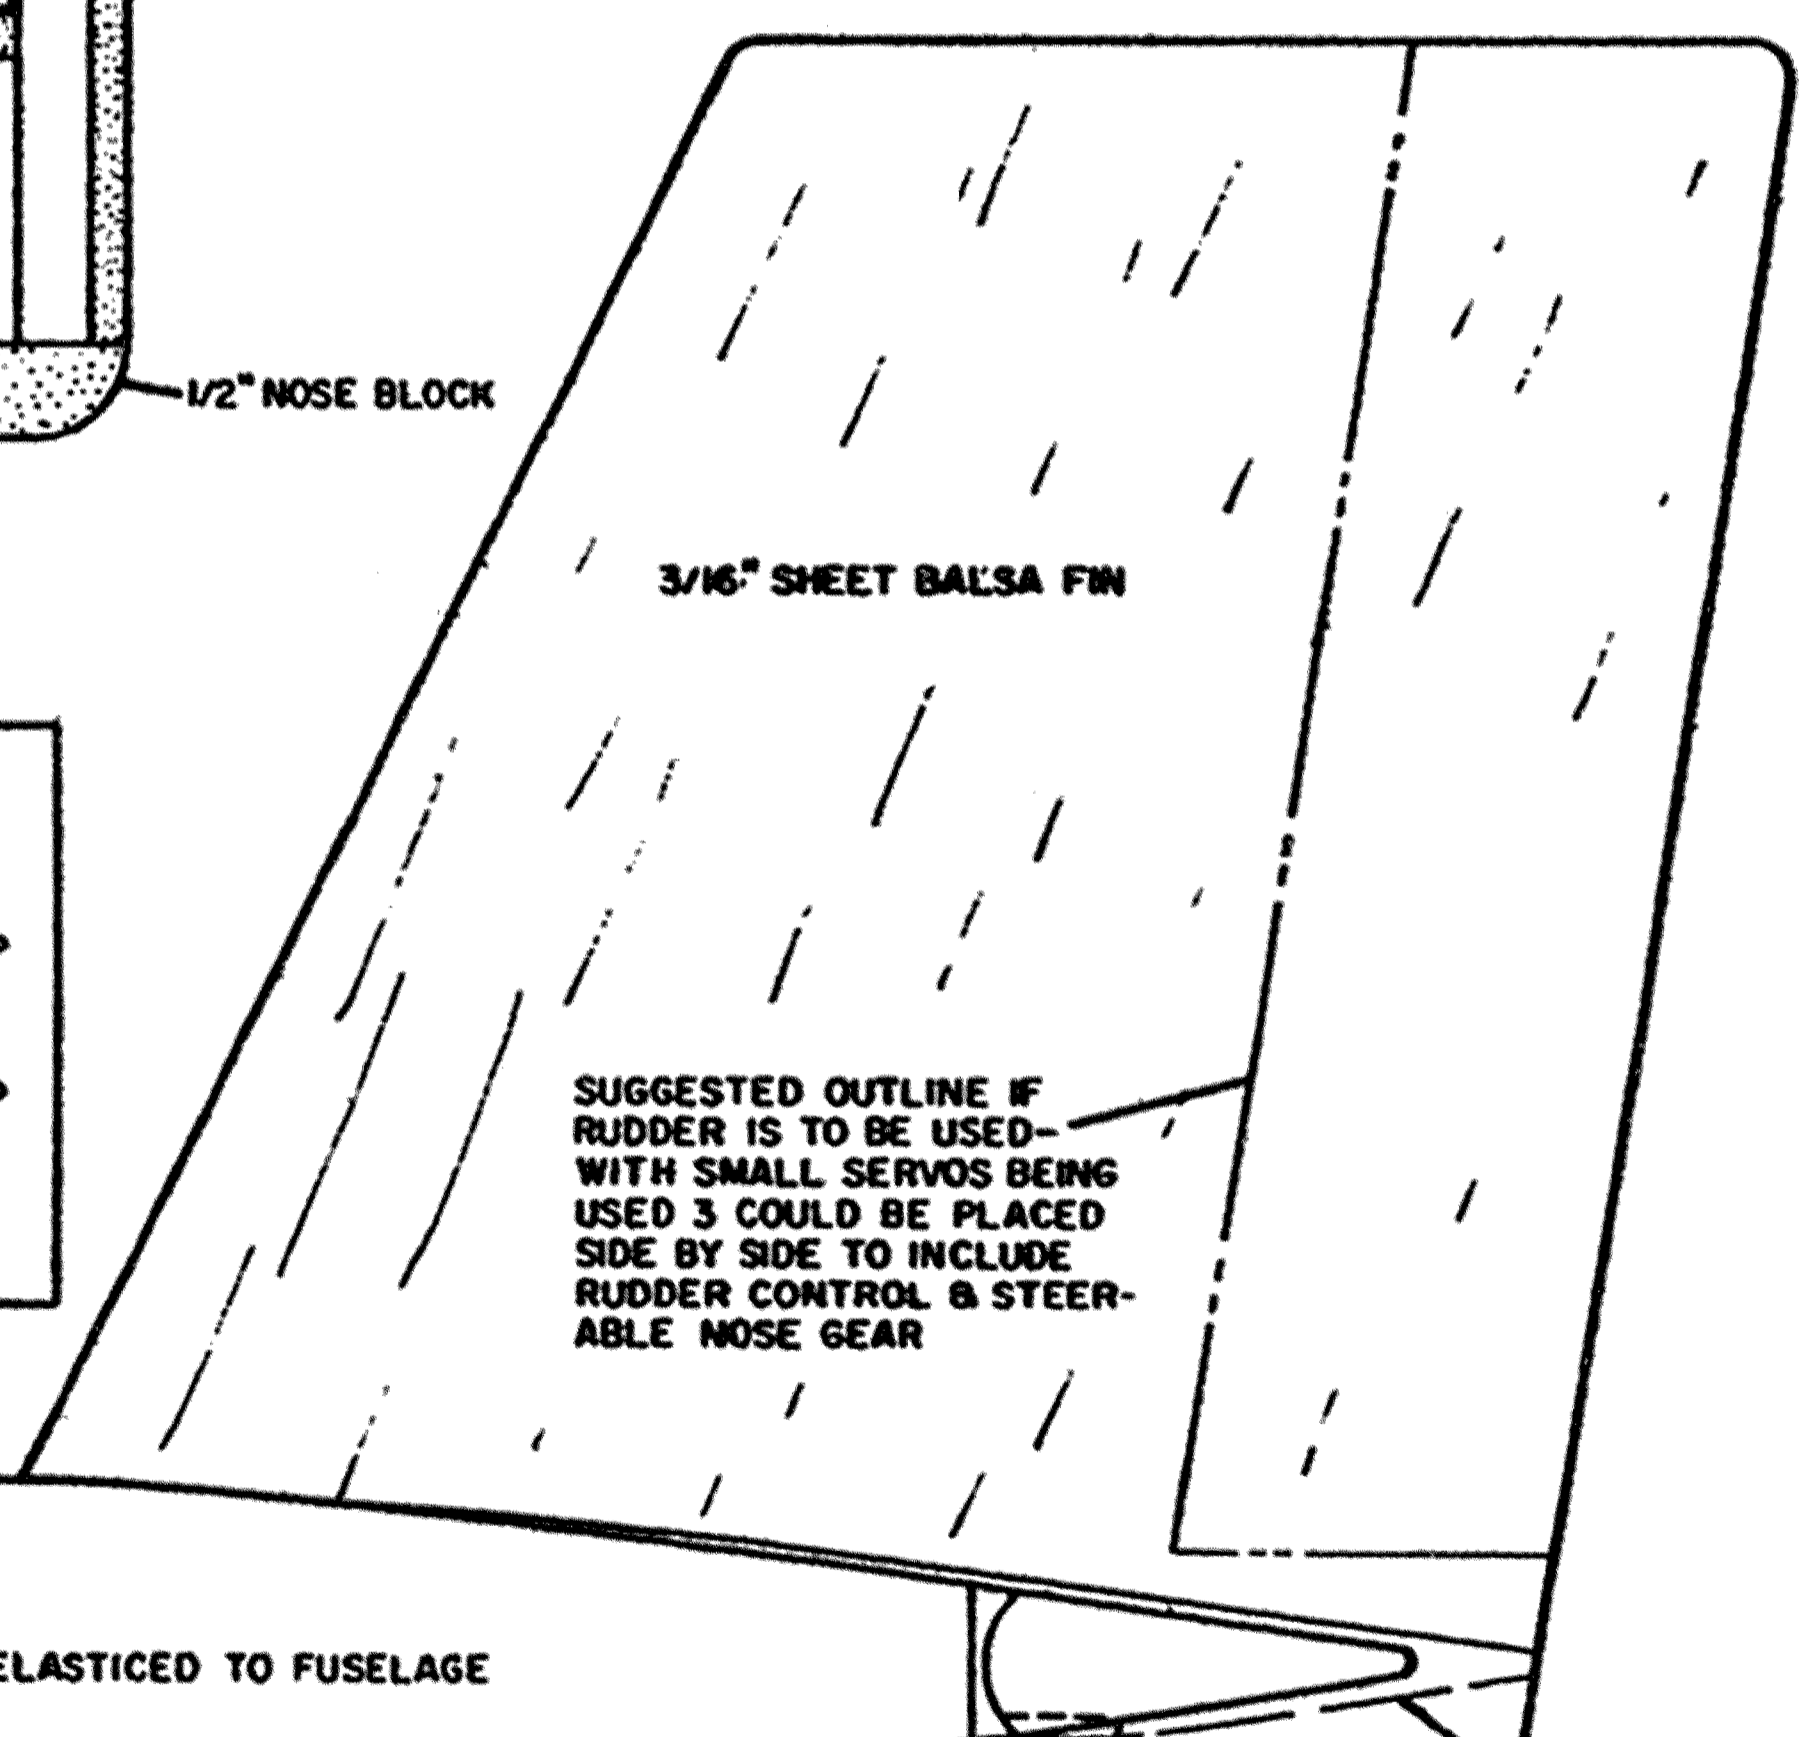 1/2" NOSE BLOCK
3/16" SHEET BALSA FIN
SUGGESTED OUTLINE IF
RUDDER IS TO BE USED-
WITH SMALL SERVOS BEING
USED 3 COULD BE PLACED
SIDE BY SIDE TO INCLUDE
RUDDER CONTROL & STEER-
ABLE NOSE GEAR
ELASTICED TO FUSELAGE